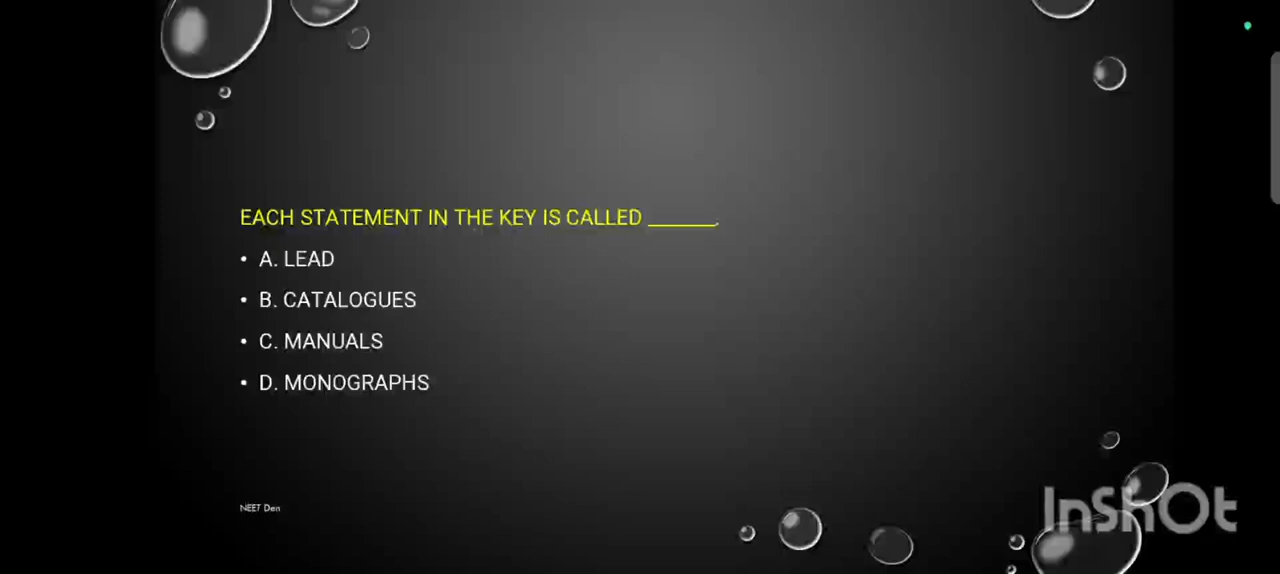 EACH STATEMENT IN THE KEY IS CALLED _______.
• A. LEAD
• B. CATALOGUES
• C. MANUALS
• D. MONOGRAPHS
NEET Den
InShOt